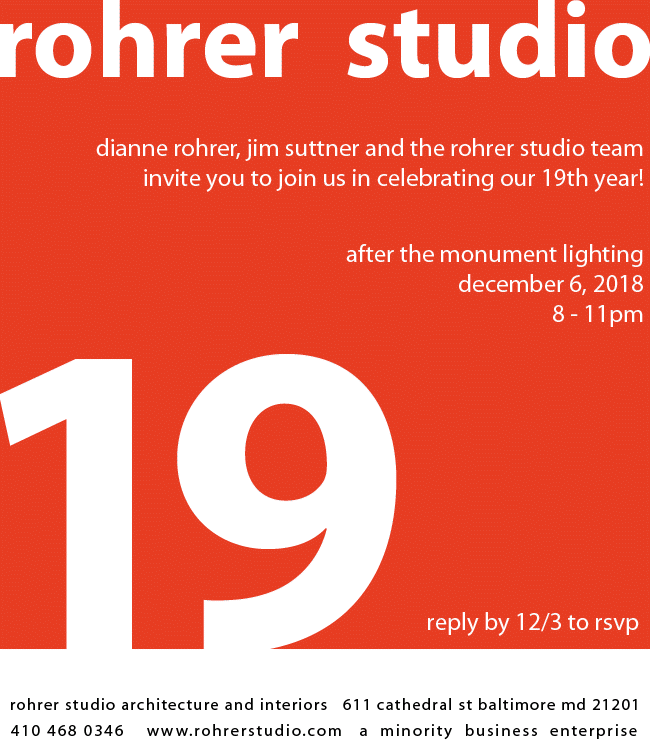 rohrer studio
dianne rohrer, jim suttner and the rohrer studio team
invite you to join us in celebrating our 19th year!
after the monument lighting
december 6, 2018
8 - 11pm
19
reply by 12/3 to rsvp
rohrer studio architecture and interiors 611 cathedral st baltimore md 21201
410 468 0346 www.rohrerstudio.com a minority business enterprise